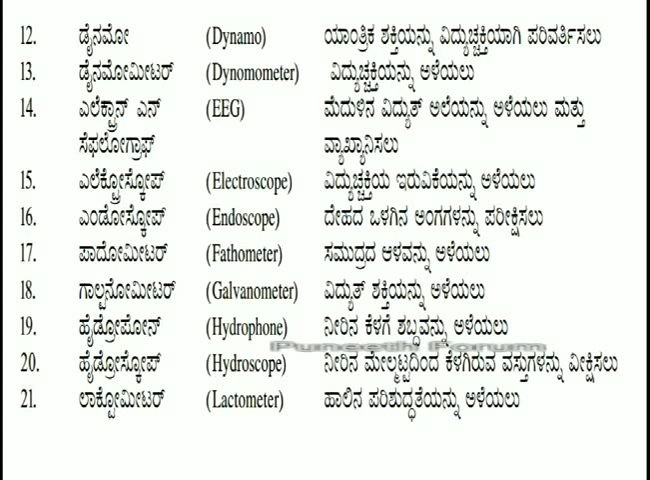 12. ಡೈನಮೋ (Dynamo) ಯಾಂತ್ರಿಕ ಶಕ್ತಿಯನ್ನು ವಿದ್ಯುಚ್ಛಕ್ತಿಯಾಗಿ ಪರಿವರ್ತಿಸಲು
13. ಡೈನಮೋಮೀಟರ್ (Dynomometer) ವಿದ್ಯುಚ್ಛಕ್ತಿಯನ್ನು ಅಳೆಯಲು
14. ಎಲೆಕ್ಟ್ರಾನ್ ಎನ್ (EEG) ಮೆದುಳಿನ ವಿದ್ಯುತ್ ಅಲೆಯನ್ನು ಅಳೆಯಲು ಮತ್ತು
ಸೆಫಲೋಗ್ರಾಫ್ ವ್ಯಾಖ್ಯಾನಿಸಲು
15. ಎಲೆಕ್ಟ್ರೋಸ್ಕೋಪ್ (Electroscope) ವಿದ್ಯುಚ್ಛಕ್ತಿಯ ಇರುವಿಕೆಯನ್ನು ಅಳೆಯಲು
16. ಎಂಡೋಸ್ಕೋಪ್ (Endoscope) ದೇಹದ ಒಳಗಿನ ಅಂಗಗಳನ್ನು ಪರೀಕ್ಷಿಸಲು
17. ಪಾದೋಮೀಟರ್ (Fathometer) ಸಮುದ್ರದ ಆಳವನ್ನು ಅಳೆಯಲು
18. ಗಾಲ್ವನೋಮೀಟರ್ (Galvanometer) ವಿದ್ಯುತ್ ಶಕ್ತಿಯನ್ನು ಅಳೆಯಲು
19. ಹೈಡ್ರೋಪೋನ್ (Hydrophone) ನೀರಿನ ಕೆಳಗೆ ಶಬ್ದವನ್ನು ಅಳೆಯಲು
Puneeth Forum
20. ಹೈಡ್ರೋಸ್ಕೋಪ್ (Hydroscope) ನೀರಿನ ಮೇಲ್ಮಟ್ಟದಿಂದ ಕೆಳಗಿರುವ ವಸ್ತುಗಳನ್ನು ವೀಕ್ಷಿಸಲು
21. ಲಾಕ್ಟೋಮೀಟರ್ (Lactometer) ಹಾಲಿನ ಪರಿಶುದ್ಧತೆಯನ್ನು ಅಳೆಯಲು